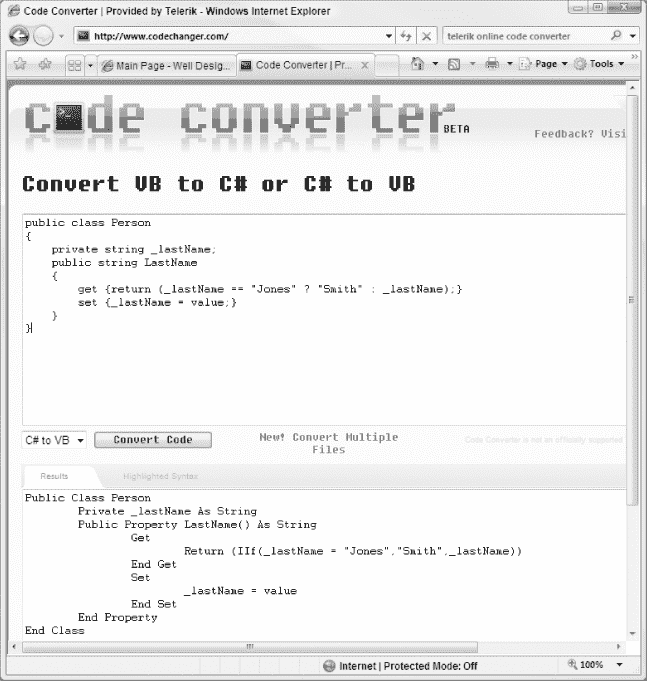 Code Converter | Provided by Telerik - Windows Internet Explorer
http://www.codechanger.com/
telerik online code converter
Main Page - Well Desig...
Code Converter | Pr...
Page
Tools
code converter
BETA
Feedback? Visi
Convert VB to C# or C# to VB
public class Person
{
private string _lastName;
public string LastName
{
get {return (_lastName == "Jones" ? "Smith" : _lastName);}
set {_lastName = value;}
}
}
C# to VB
Convert Code
New! Convert Multiple
Files
Code Converter is not an officially supported
Results
Highlighted Syntax
Public Class Person
Private _lastName As String
Public Property LastName() As String
Get
Return (IIf(_lastName = "Jones","Smith",_lastName))
End Get
Set
_lastName = value
End Set
End Property
End Class
Internet | Protected Mode: Off
100%